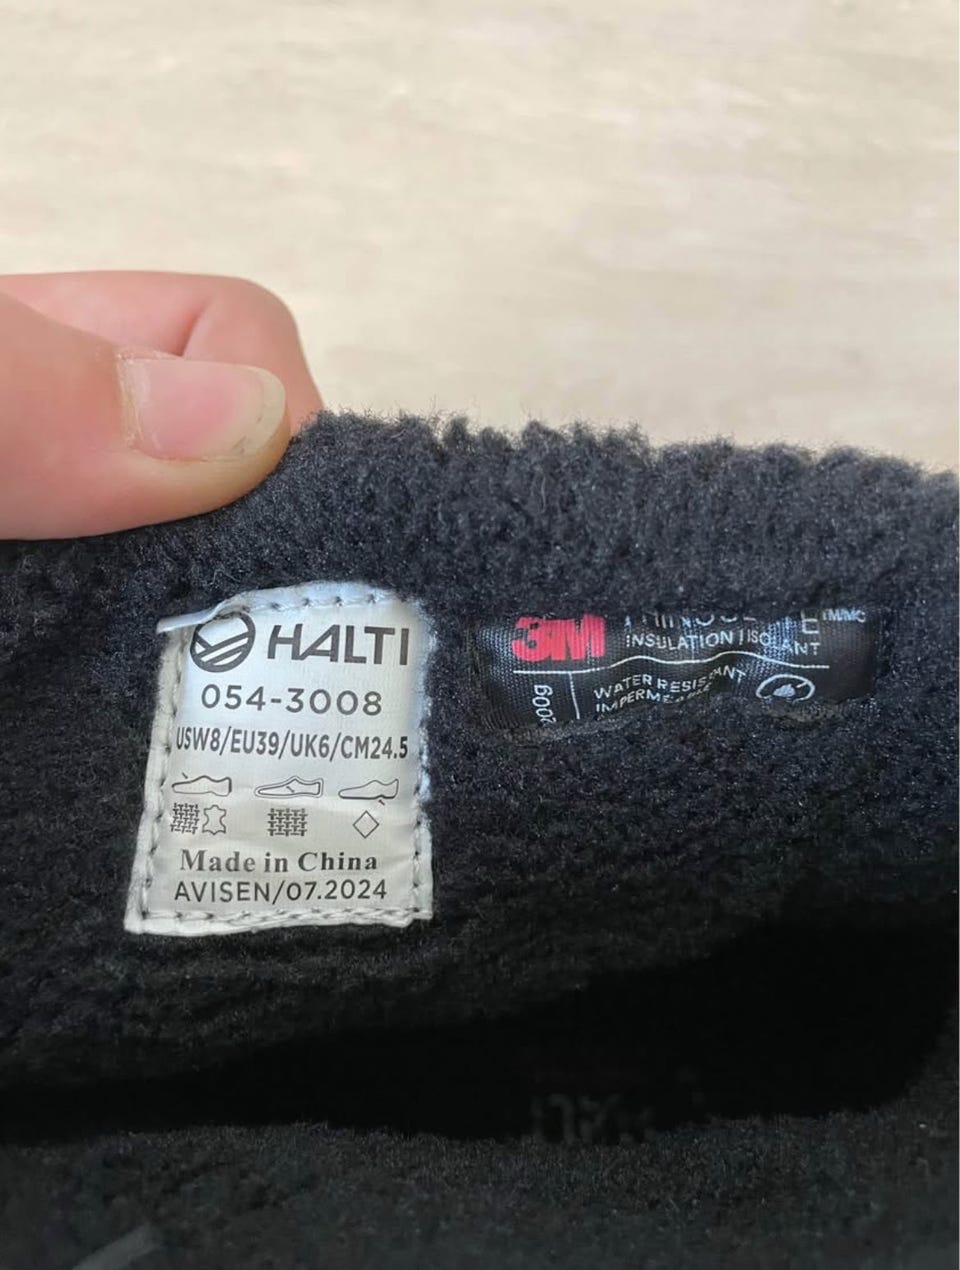 HALTI
054-3008
USW8/EU39/UK6/CM24.5
Made in China
AVISEN/07.2024
3M
INSULATION | ISOLANT
200g
WATER RESISTANT